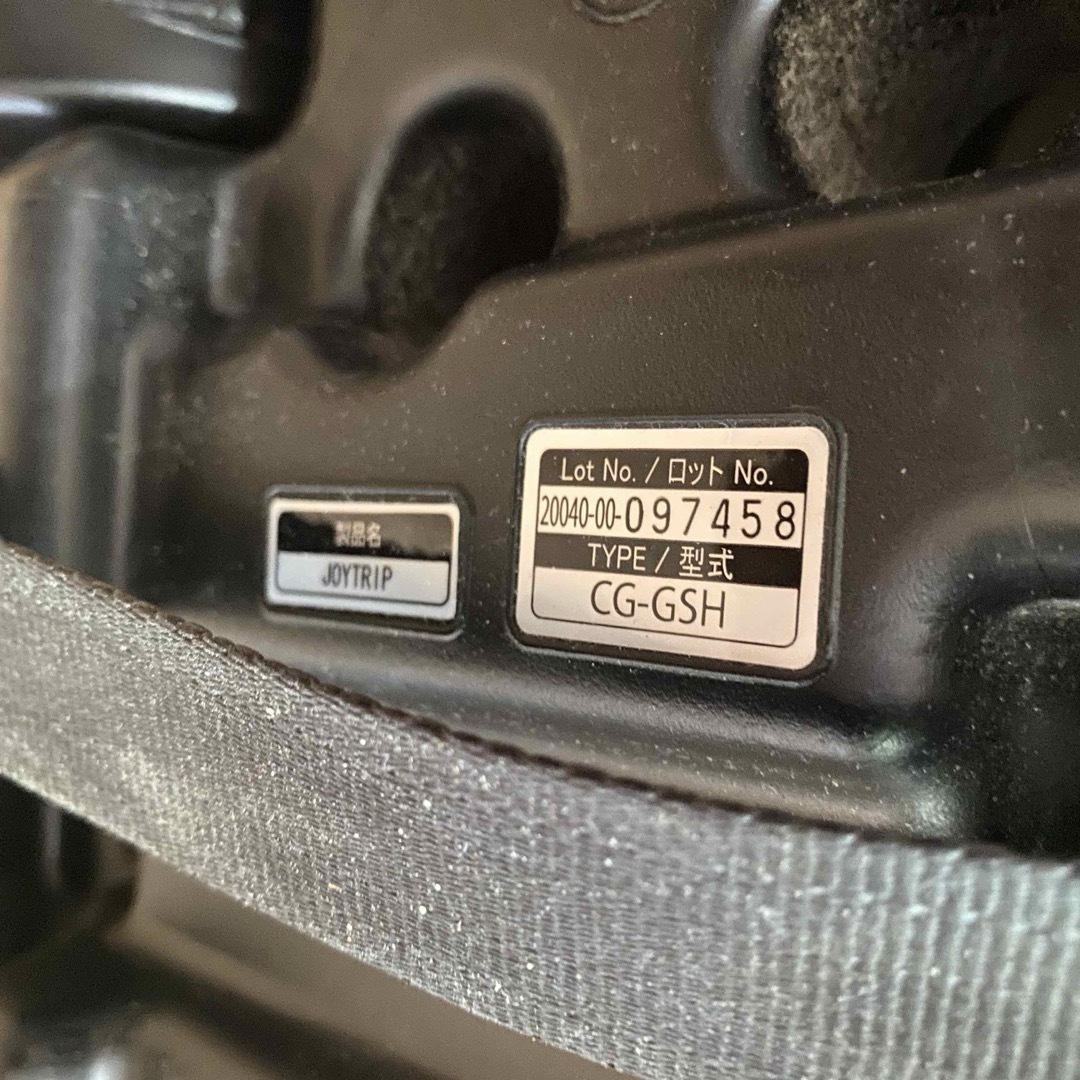 製品名
JOYTRIP
Lot No. / ロット No.
20040-00-097458
TYPE / 型式
CG-GSH